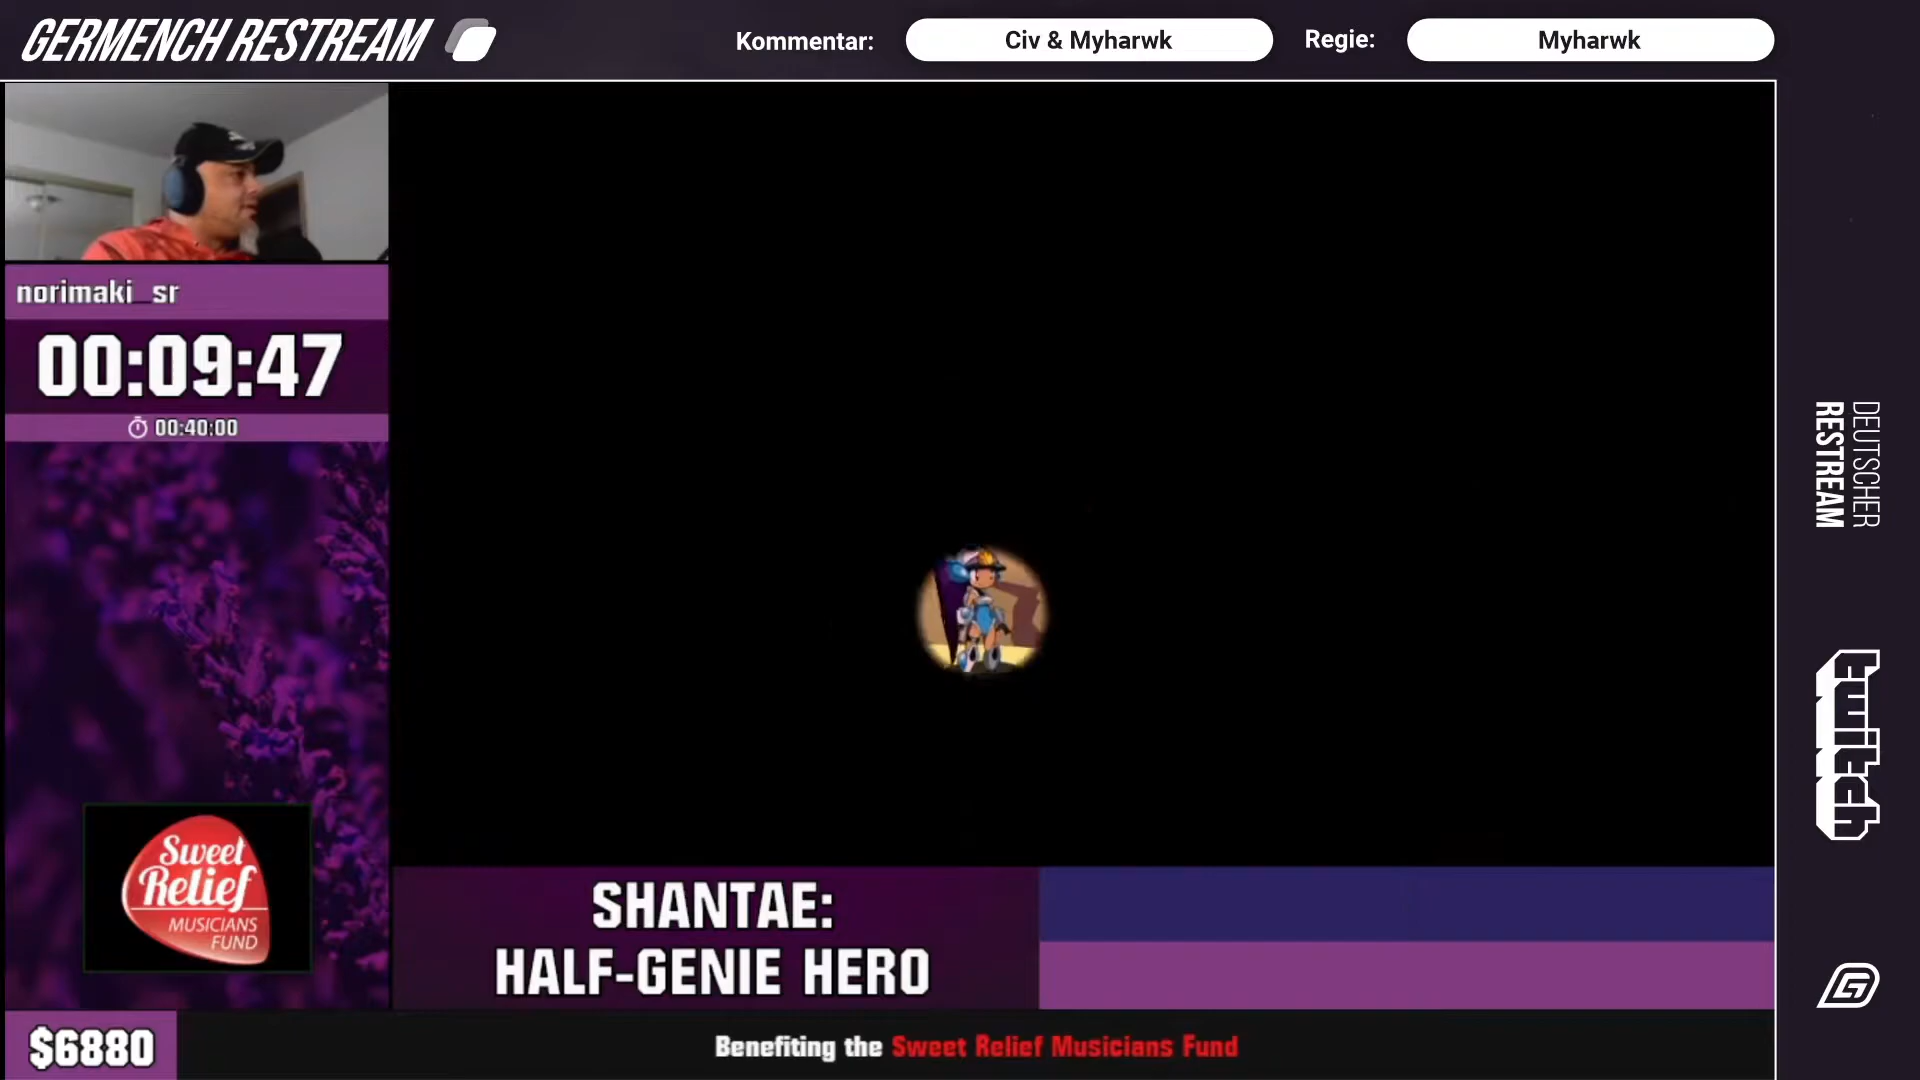 GERMENCH RESTREAM
Kommentar:
Civ & Myharwk
Regie:
Myharwk
norimaki_sr
00:09:47
00:40:00
Sweet
Relief
MUSICIANS
FUND
SHANTAE:
HALF-GENIE HERO
$6880
Benefiting the Sweet Relief Musicians Fund
DEUTSCHER
RESTREAM
twitch